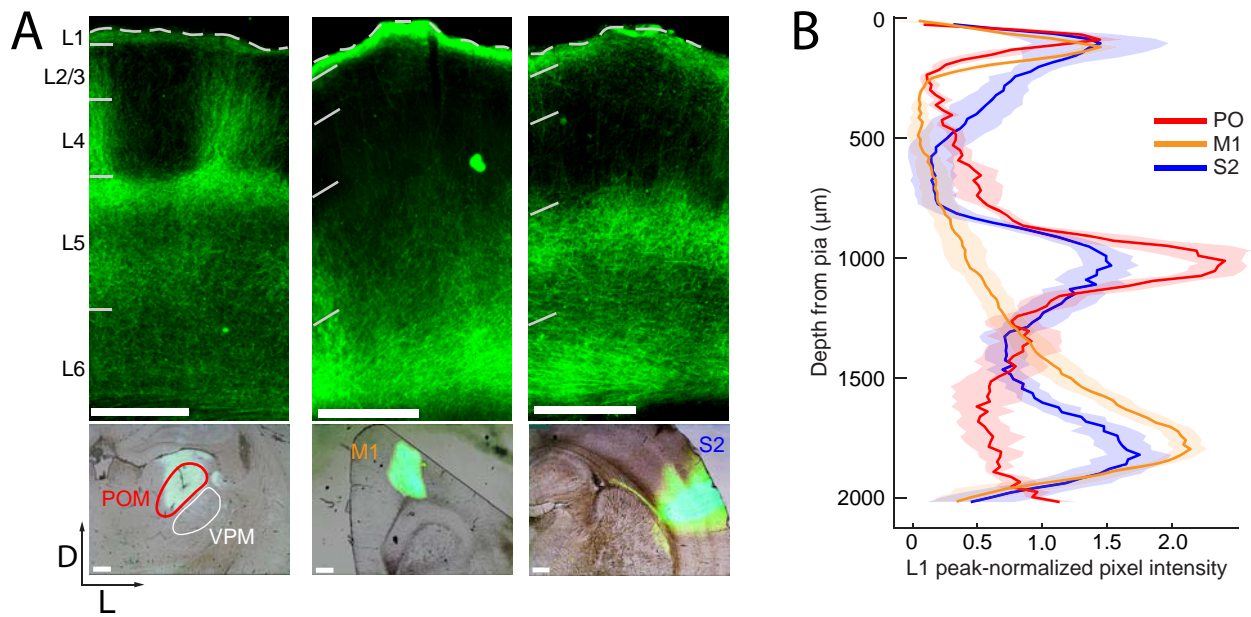 A
L1
L2/3
L4
L5
L6
POM
VPM
M1
S2
D
L
B
0
500
1000
1500
2000
Depth from pia (µm)
PO
M1
S2
0 0.5 1.0 1.5 2.0
L1 peak-normalized pixel intensity